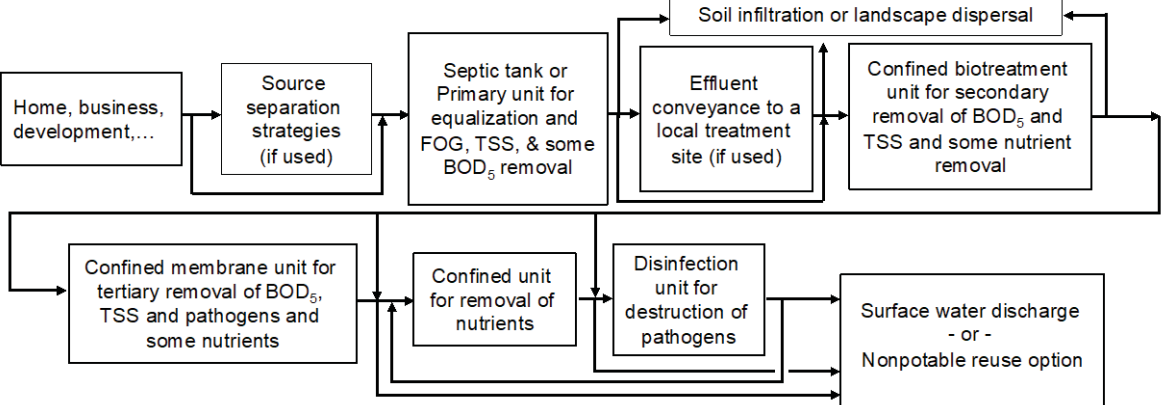 Soil infiltration or landscape dispersal
Home, business,
development,…
Source
separation
strategies
(if used)
Septic tank or
Primary unit for
equalization and
FOG, TSS, & some
BOD₅ removal
Effluent
conveyance to a
local treatment
site (if used)
Confined biotreatment
unit for secondary
removal of BOD₅ and
TSS and some nutrient
removal
Confined membrane unit for
tertiary removal of BOD₅,
TSS and pathogens and
some nutrients
Confined unit
for removal of
nutrients
Disinfection
unit for
destruction of
pathogens
Surface water discharge
- or -
Nonpotable reuse option